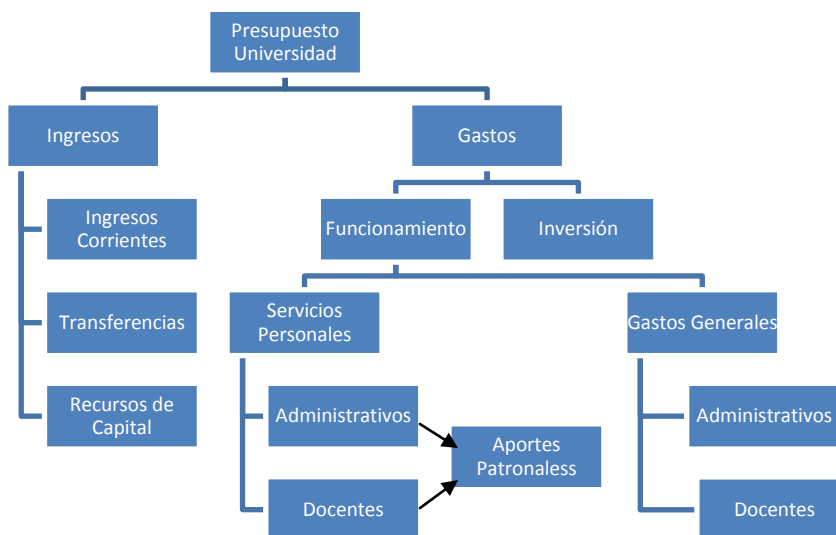 Presupuesto
Universidad
Ingresos
Gastos
Ingresos
Corrientes
Funcionamiento
Inversión
Transferencias
Servicios
Personales
Gastos Generales
Recursos de
Capital
Administrativos
Aportes
Patronaless
Administrativos
Docentes
Docentes